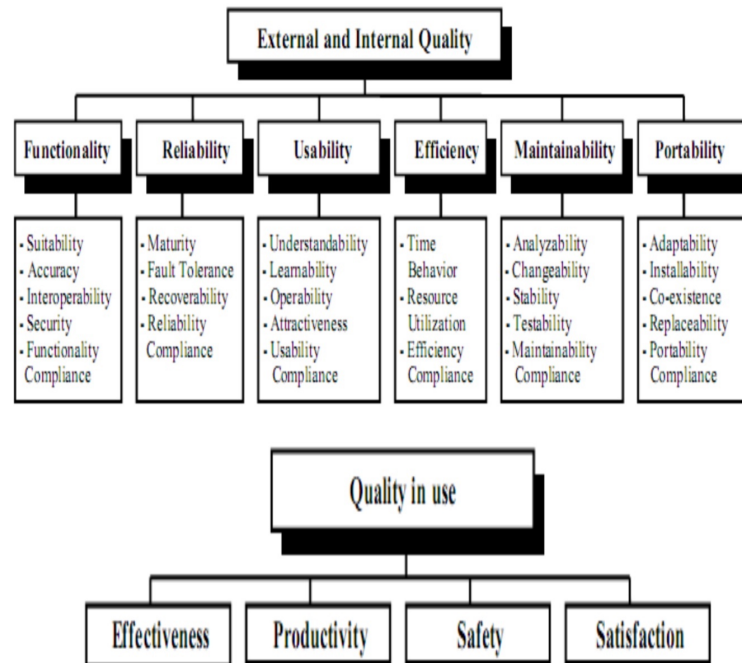 External and Internal Quality
Functionality
Reliability
Usability
Efficiency
Maintainability
Portability
- Suitability
- Accuracy
- Interoperability
- Security
- Functionality
Compliance
- Maturity
- Fault Tolerance
- Recoverability
- Reliability
Compliance
- Understandability
- Learnability
- Operability
- Attractiveness
- Usability
Compliance
- Time
Behavior
- Resource
Utilization
- Efficiency
Compliance
- Analyzability
- Changeability
- Stability
- Testability
- Maintainability
Compliance
- Adaptability
- Installability
- Co-existence
- Replaceability
- Portability
Compliance
Quality in use
Effectiveness
Productivity
Safety
Satisfaction